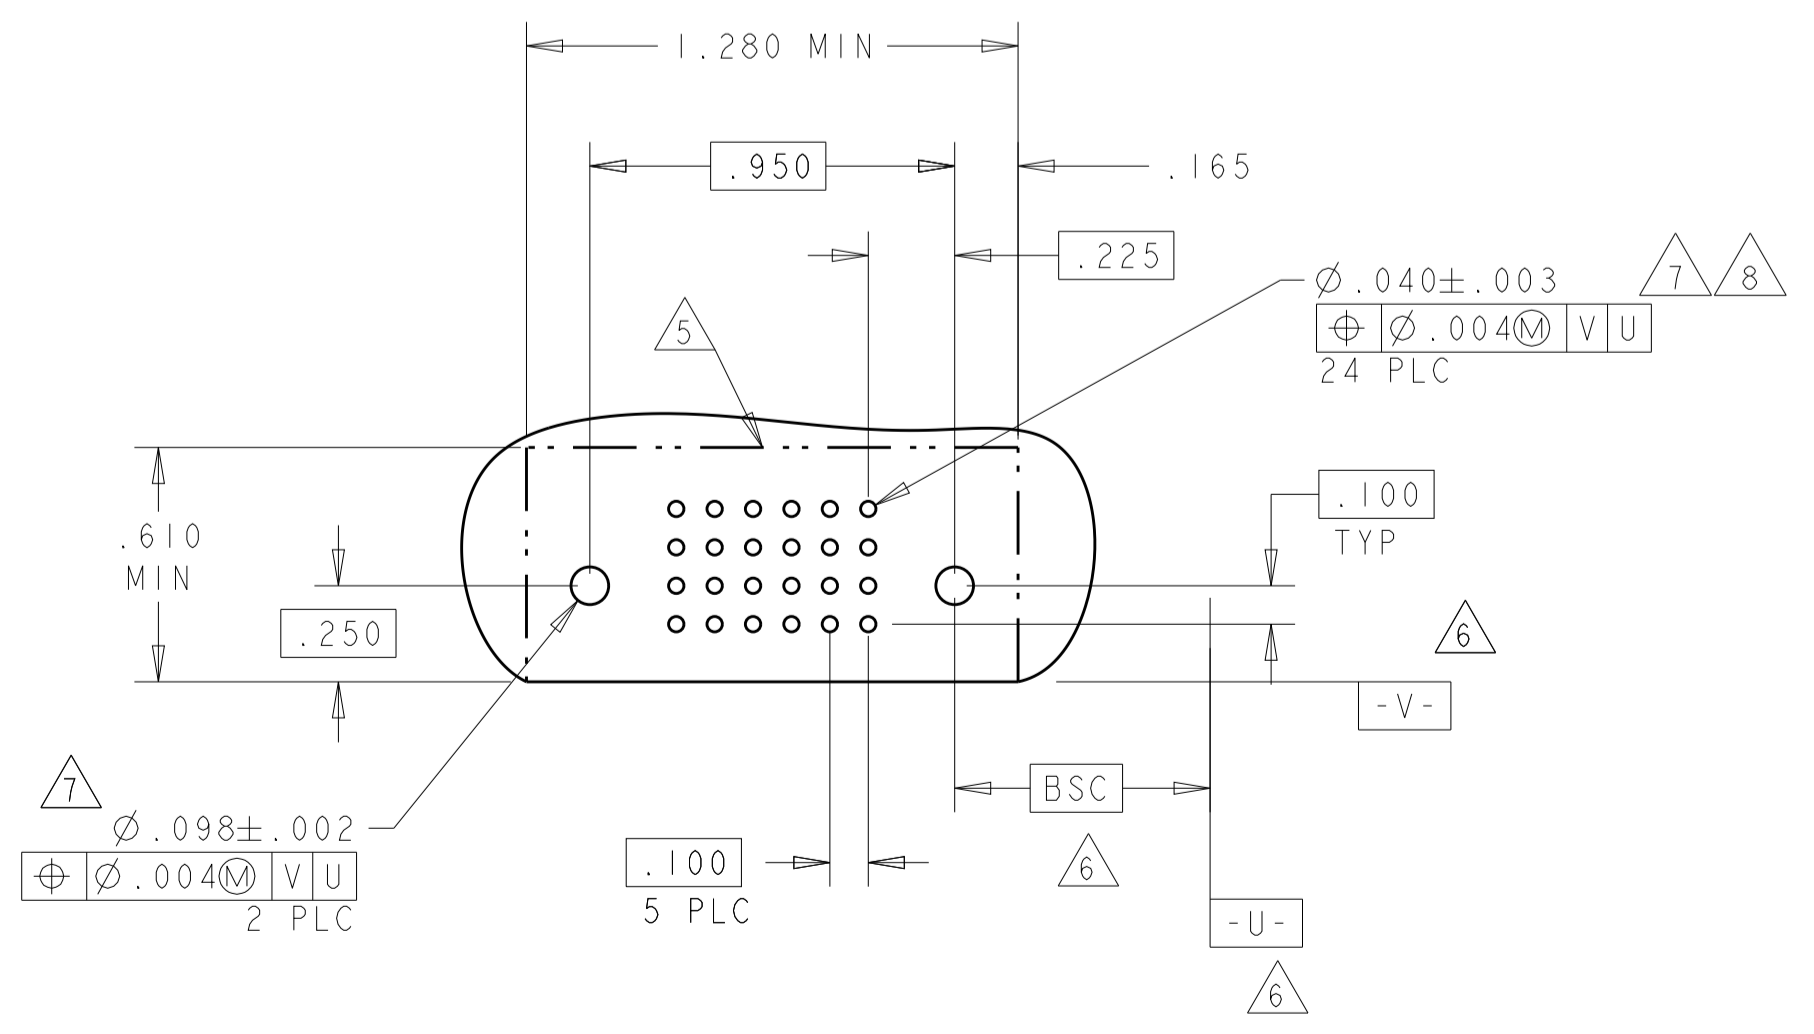 1.280 MIN
.950
.165
.225
⌀.040±.003
7
8
⌖ ⌀.004Ⓜ V U
24 PLC
5
.100
TYP
.610
MIN
.250
6
-V-
7
⌀.098±.002
⌖ ⌀.004Ⓜ V U
2 PLC
BSC
6
.100
5 PLC
-U-
6